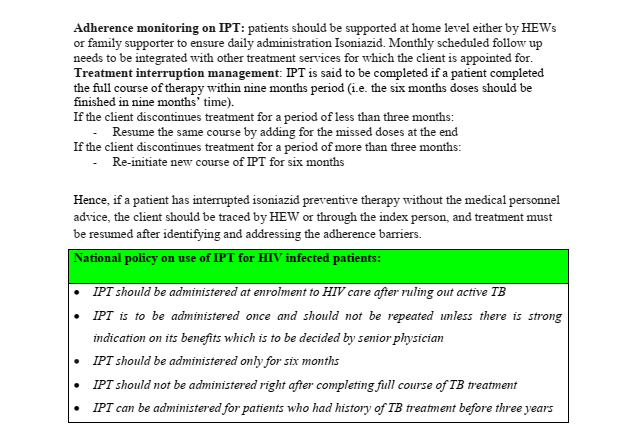 Adherence monitoring on IPT: patients should be supported at home level either by HEWs
or family supporter to ensure daily administration Isoniazid. Monthly scheduled follow up
needs to be integrated with other treatment services for which the client is appointed for.
Treatment interruption management: IPT is said to be completed if a patient completed
the full course of therapy within nine months period (i.e. the six months doses should be
finished in nine months' time).
If the client discontinues treatment for a period of less than three months:
- Resume the same course by adding for the missed doses at the end
If the client discontinues treatment for a period of more than three months:
- Re-initiate new course of IPT for six months
Hence, if a patient has interrupted isoniazid preventive therapy without the medical personnel
advice, the client should be traced by HEW or through the index person, and treatment must
be resumed after identifying and addressing the adherence barriers.
National policy on use of IPT for HIV infected patients:
• IPT should be administered at enrolment to HIV care after ruling out active TB
• IPT is to be administered once and should not be repeated unless there is strong
indication on its benefits which is to be decided by senior physician
• IPT should be administered only for six months
• IPT should not be administered right after completing full course of TB treatment
• IPT can be administered for patients who had history of TB treatment before three years